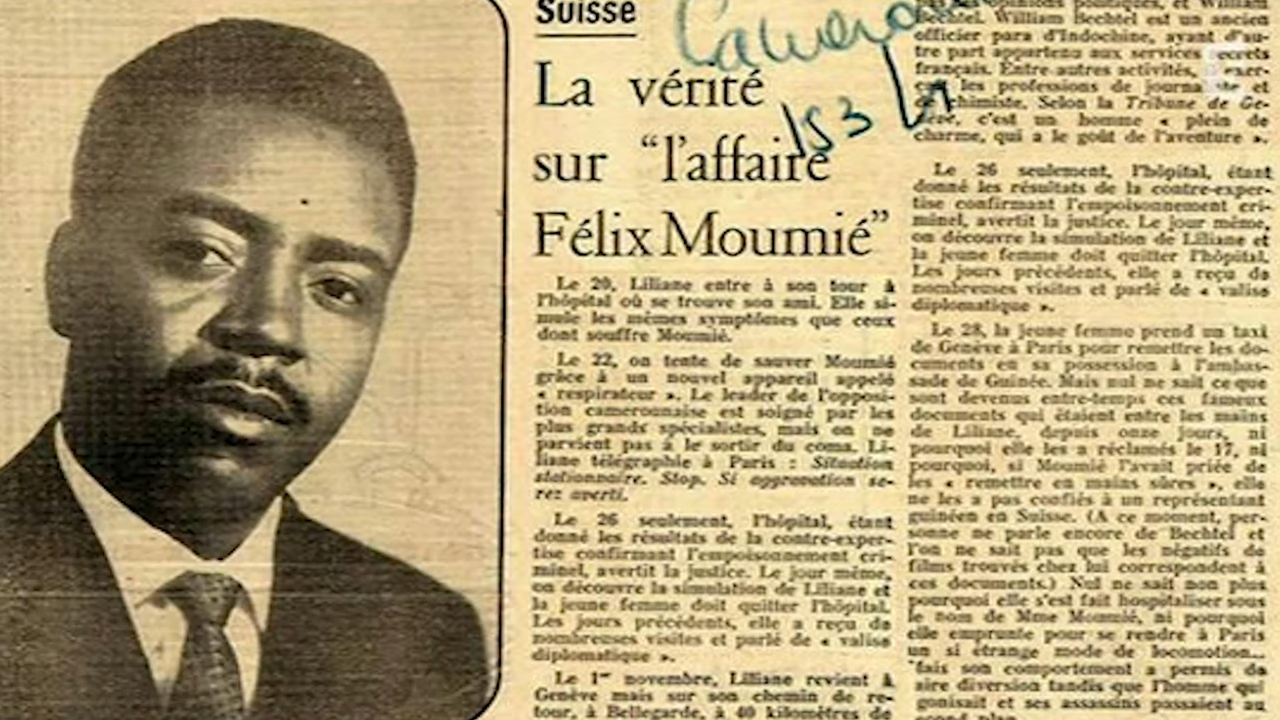 Suisse
Camerou
153
La vérité
sur “l'affaire
Félix Moumié”
Le 20, Liliane entre à son tour à
l'hôpital où se trouve son ami. Elle si-
mule les mêmes symptômes que ceux
dont souffre Moumié.
Le 22, on tente de sauver Moumié
grâce à un nouvel appareil appelé
« respirateur ». Le leader de l'opposi-
tion camerounaise est soigné par les
plus grands spécialistes, mais on ne
parvient pas à le sortir du coma. Li-
liane télégraphie à Paris : Situation
stationnaire. Stop. Si aggravation se-
rez averti.
Le 26 seulement, l'hôpital, étant
donné les résultats de la contre-exper-
tise confirmant l'empoisonnement cri-
minel, avertit la justice. Le jour même,
on découvre la simulation de Liliane et
la jeune femme doit quitter l'hôpital.
Les jours précédents, elle a reçu de
nombreuses visites et parlé de « valise
diplomatique ».
Le 1er novembre, Liliane revient à
Genève mais sur son chemin de re-
tour, à Bellegarde, à 40 kilomètres de
opinions politiques, et William
Bechtel. William Bechtel est un ancien
officier para d'Indochine, ayant d'au-
tre part appartenu aux services secrets
français. Entre autres activités,
les professions de journaliste et
de chimiste. Selon la Tribune de Ge-
nève, c'est un homme « plein de
charme, qui a le goût de l'aventure ».
Le 26 seulement, l'hôpital, étant
donné les résultats de la contre-exper-
tise confirmant l'empoisonnement cri-
minel, avertit la justice. Le jour même,
on découvre la simulation de Liliane et
la jeune femme doit quitter l'hôpital.
Les jours précédents, elle a reçu de
nombreuses visites et parlé de « valise
diplomatique ».
Le 28, la jeune femme prend un taxi
de Genève à Paris pour remettre les do-
cuments en sa possession à l'ambas-
sade de Guinée. Mais nul ne sait ce que
sont devenus entre-temps ces fameux
documents qui étaient entre les mains
de Liliane, depuis onze jours, ni
pourquoi elle les a réclamés le 17, ni
pourquoi, si Moumié l'avait priée de
les « remettre en mains sûres », elle
ne les a pas confiés à un représentant
guinéen en Suisse. (A ce moment, per-
sonne ne parle encore de Bechtel et
l'on ne sait pas que les négatifs de
films trouvés chez lui correspondent à
ces documents.) Nul ne sait non plus
pourquoi elle s'est fait hospitaliser sous
le nom de Mme Moumié, ni pourquoi
elle emprunte pour se rendre à Paris
un si étrange mode de locomotion...
fais son comportement a permis de
aire diversion tandis que l'homme qui
gonisait et ses assassins passaient au
second plan.